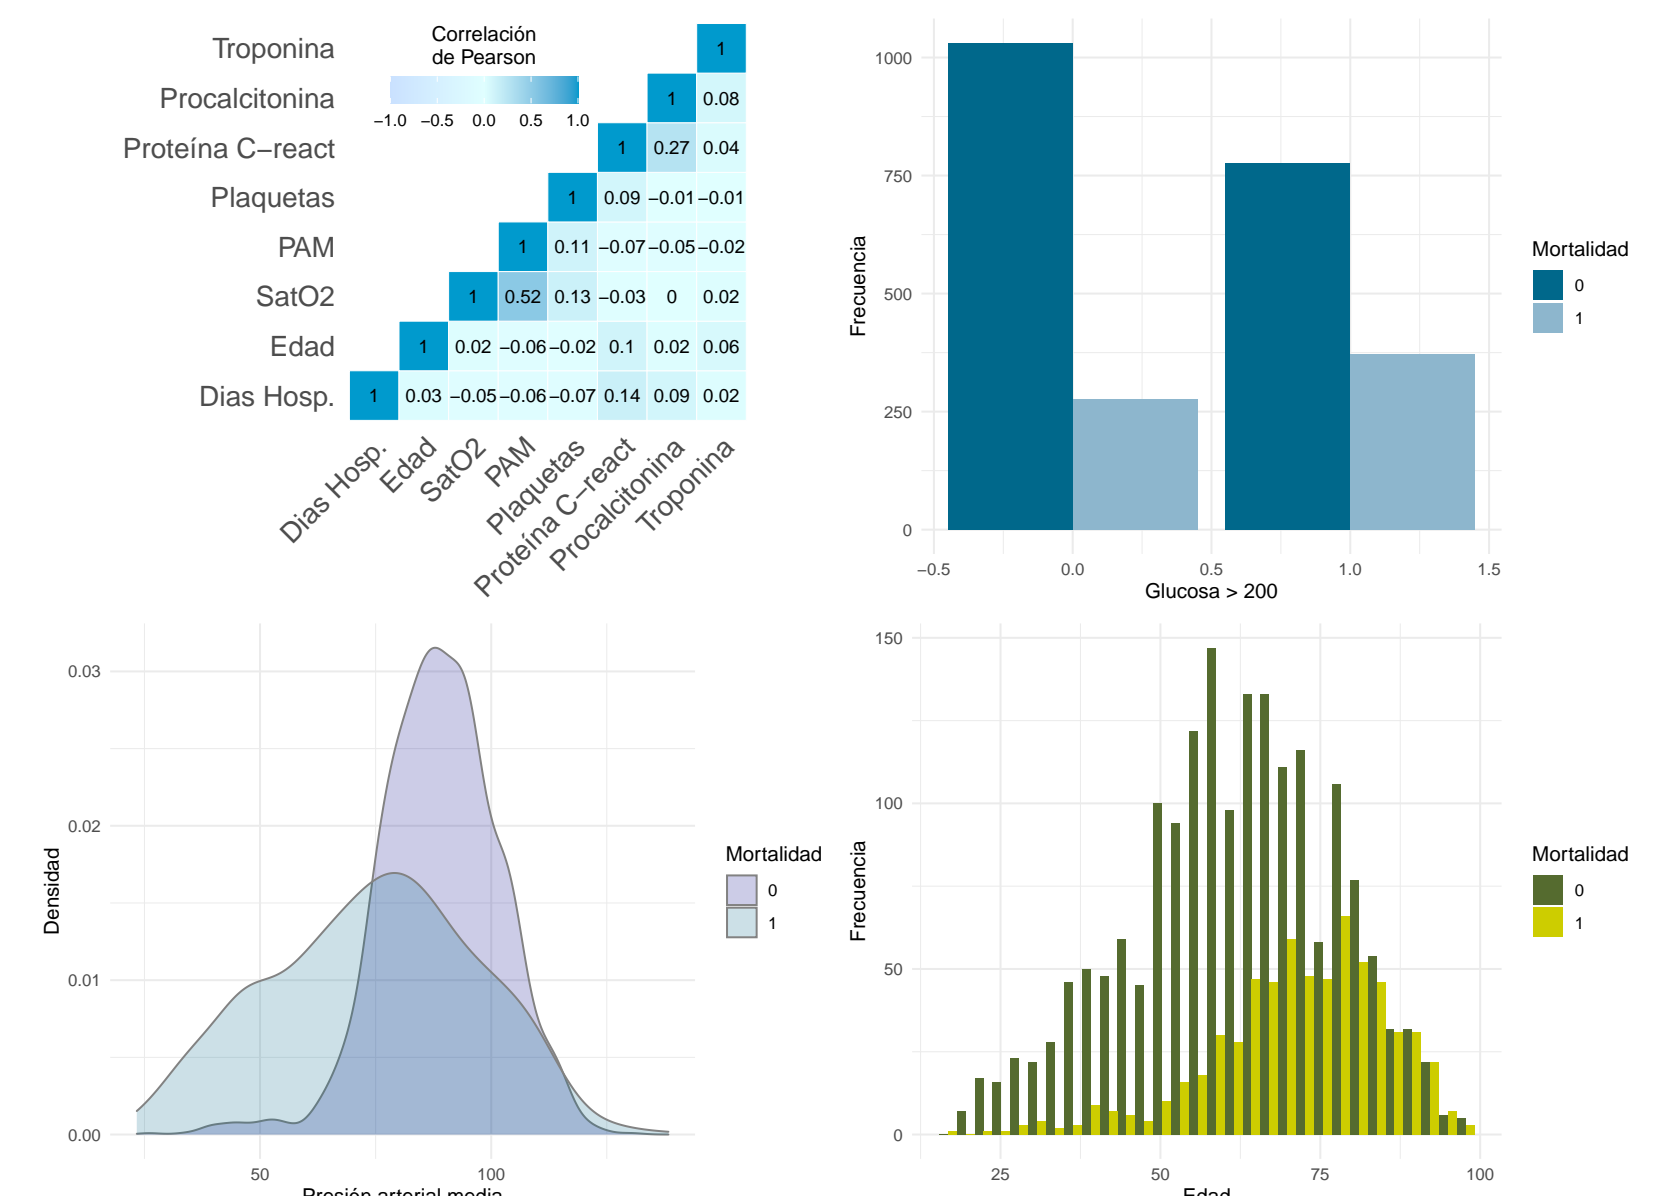 Correlación
de Pearson
−1.0 −0.5 0.0 0.5 1.0
Troponina 1
Procalcitonina 1 0.08
Proteína C−react 1 0.27 0.04
Plaquetas 1 0.09 −0.01 −0.01
PAM 1 0.11 −0.07 −0.05 −0.02
SatO2 1 0.52 0.13 −0.03 0 0.02
Edad 1 0.02 −0.06 −0.02 0.1 0.02 0.06
Dias Hosp. 1 0.03 −0.05 −0.06 −0.07 0.14 0.09 0.02
Dias Hosp.
Edad
SatO2
PAM
Plaquetas
Proteína C−react
Procalcitonina
Troponina
Frecuencia
1000
750
500
250
0
−0.5 0.0 0.5 1.0 1.5
Glucosa > 200
Mortalidad
0
1
Densidad
0.03
0.02
0.01
0.00
50 100
Presión arterial media
Mortalidad
0
1
Frecuencia
150
100
50
0
25 50 75 100
Edad
Mortalidad
0
1